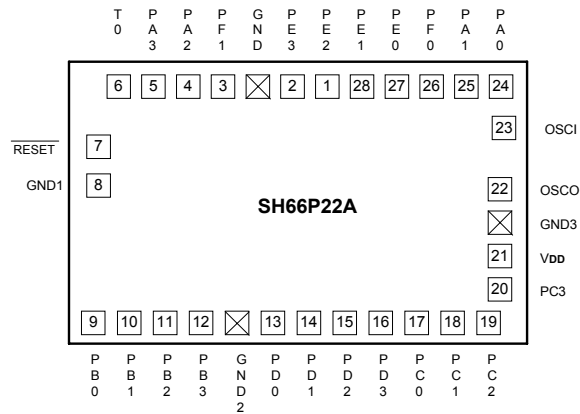 T0 PA3 PA2 PF1 GND PE3 PE2 PE1 PE0 PF0 PA1 PA0
6 5 4 3 2 1 28 27 26 25 24
23 OSCI
RESET 7
GND1 8
22 OSCO
SH66P22A
GND3
21 VDD
20 PC3
9 10 11 12 13 14 15 16 17 18 19
PB0 PB1 PB2 PB3 GND2 PD0 PD1 PD2 PD3 PC0 PC1 PC2